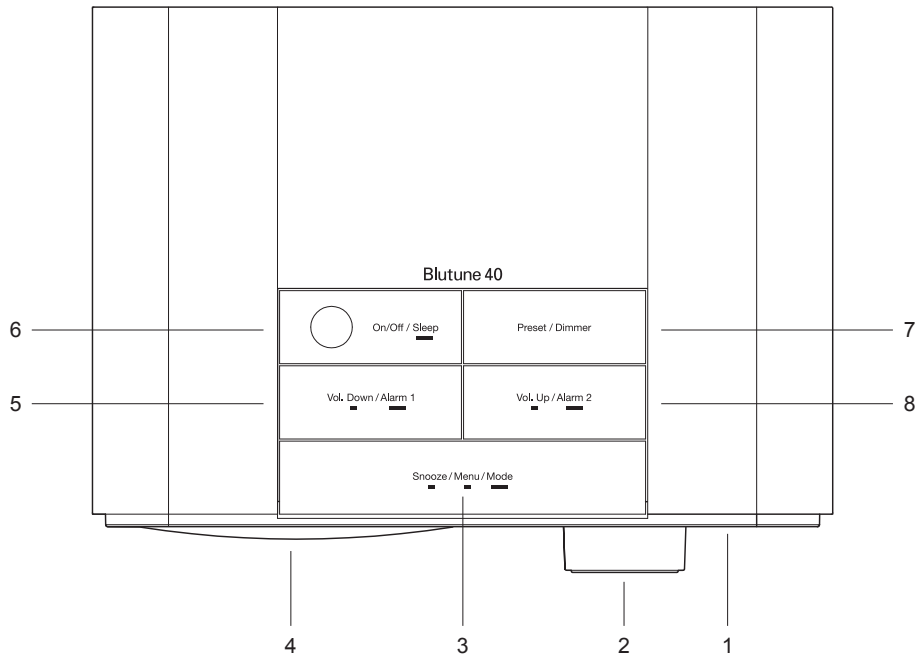 Blutune 40
6
On/Off / Sleep
Preset / Dimmer
7
5
Vol. Down / Alarm 1
Vol. Up / Alarm 2
8
Snooze / Menu / Mode
4
3
2
1